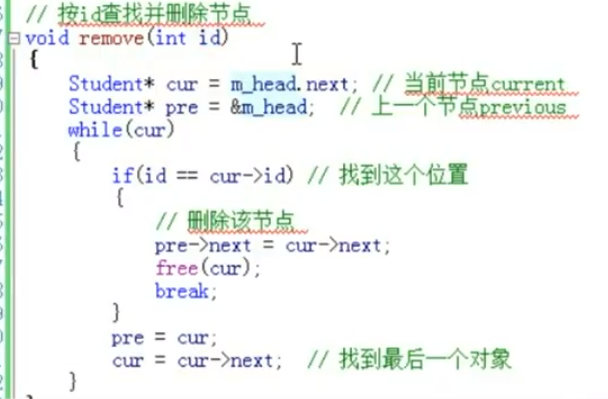 // 按id查找并删除节点
void remove(int id)
{
Student* cur = m_head.next; // 当前节点current
Student* pre = &m_head; // 上一个节点previous
while(cur)
{
if(id == cur->id) // 找到这个位置
{
// 删除该节点
pre->next = cur->next;
free(cur);
break;
}
pre = cur;
cur = cur->next; // 找到最后一个对象
}